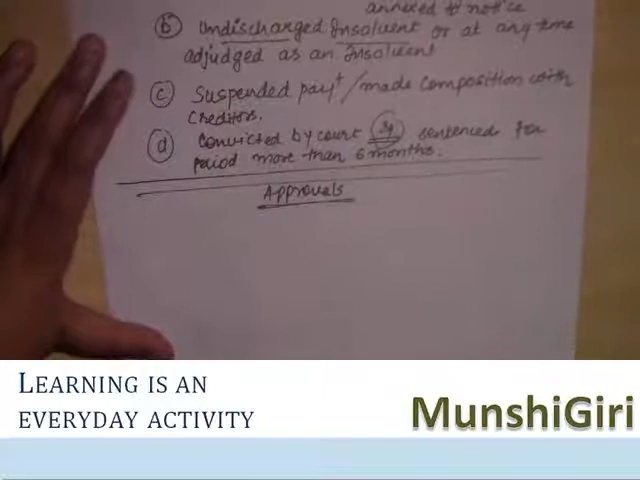 annexed to notice
(b) Undischarged Insolvent or at any time
adjudged as an Insolvent
(c) Suspended payt/made composition with
Creditors.
(d) Convicted by court & sentenced for
period more than 6 months.
Approvals
LEARNING IS AN
EVERYDAY ACTIVITY
MunshiGiri